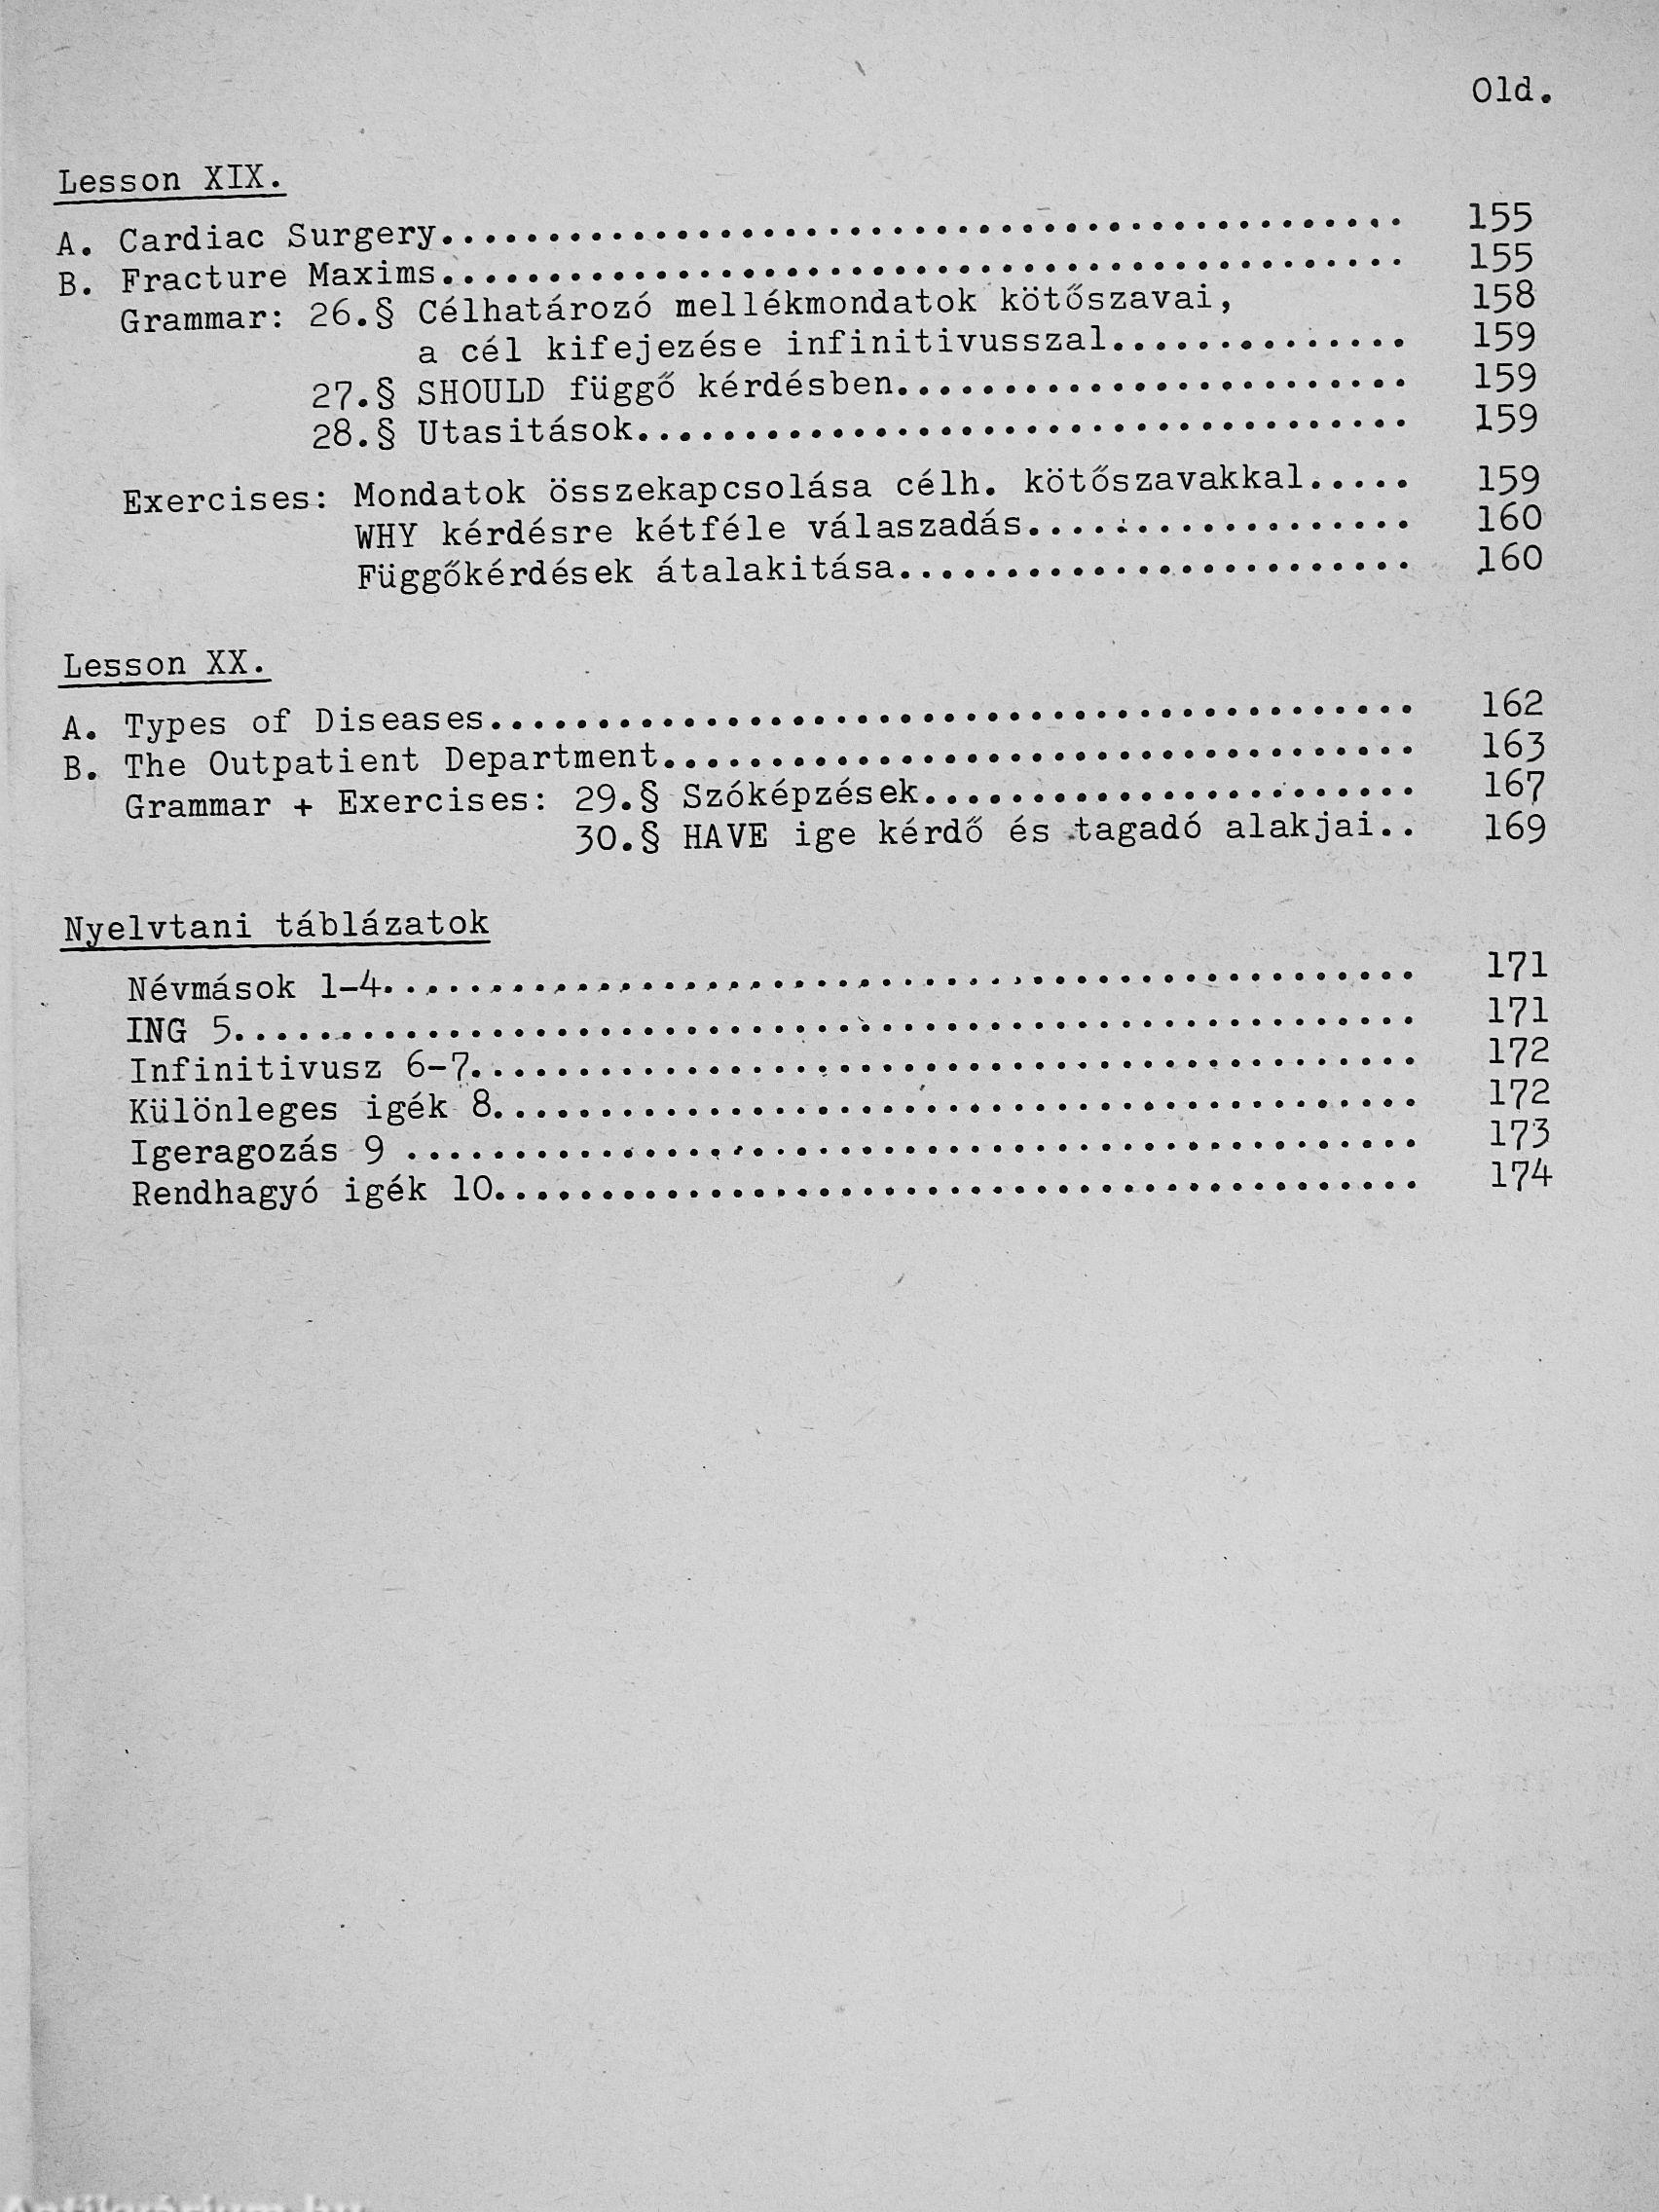 Old.
Lesson XIX.
A. Cardiac Surgery............................................. 155
B. Fracture Maxims............................................. 155
Grammar: 26.§ Célhatározó mellékmondatok kötőszavai, 158
a cél kifejezése infinitivusszal.............. 159
27.§ SHOULD függő kérdésben........................ 159
28.§ Utasitások.................................... 159
Exercises: Mondatok összekapcsolása célh. kötőszavakkal..... 159
WHY kérdésre kétféle válaszadás.................. 160
Függőkérdések átalakitása........................ 160
Lesson XX.
A. Types of Diseases............................................ 162
B. The Outpatient Department.................................... 163
Grammar + Exercises: 29.§ Szóképzések....................... 167
30.§ HAVE ige kérdő és tagadó alakjai.. 169
Nyelvtani táblázatok
Névmások 1-4................................................. 171
ING 5........................................................ 171
Infinitivusz 6-7............................................. 172
Különleges igék 8............................................ 172
Igeragozás 9 ................................................ 173
Rendhagyó igék 10............................................ 174